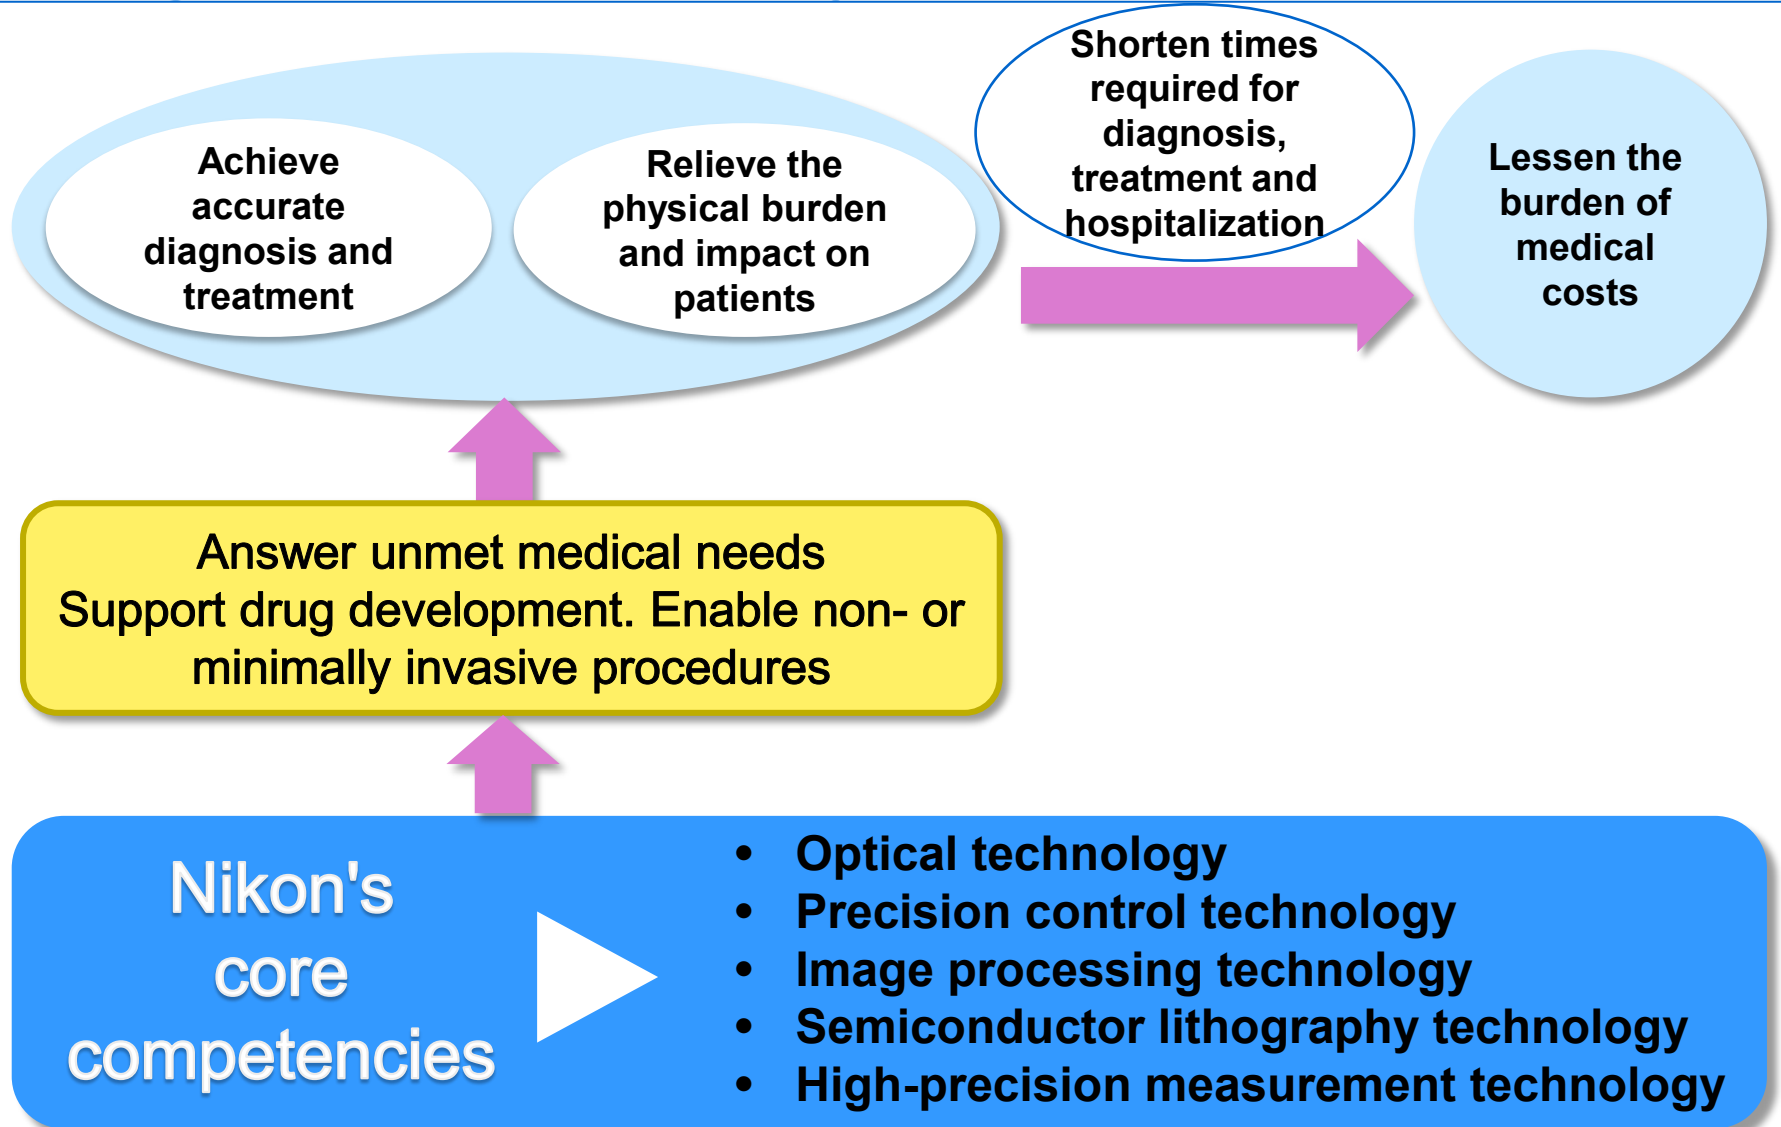 Shorten times
required for
diagnosis,
treatment and
hospitalization
Achieve
accurate
diagnosis and
treatment
Relieve the
physical burden
and impact on
patients
Lessen the
burden of
medical
costs
Answer unmet medical needs
Support drug development. Enable non- or
minimally invasive procedures
Nikon's
core
competencies
• Optical technology
• Precision control technology
• Image processing technology
• Semiconductor lithography technology
• High-precision measurement technology